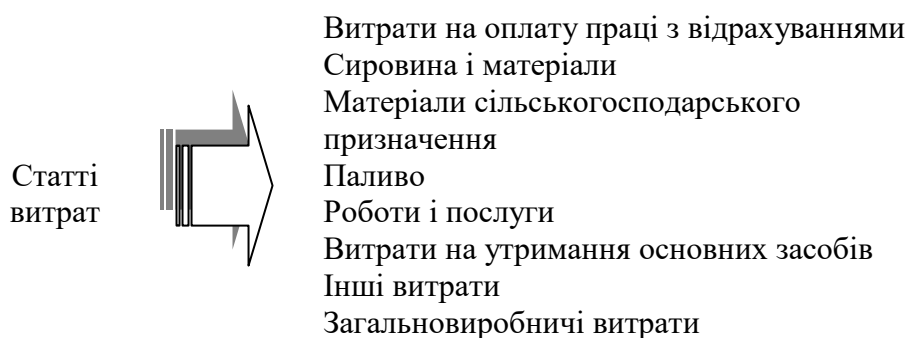 Витрати на оплату праці з відрахуваннями
Сировина і матеріали
Матеріали сільськогосподарського
призначення
Статті
витрат
Паливо
Роботи і послуги
Витрати на утримання основних засобів
Інші витрати
Загальновиробничі витрати